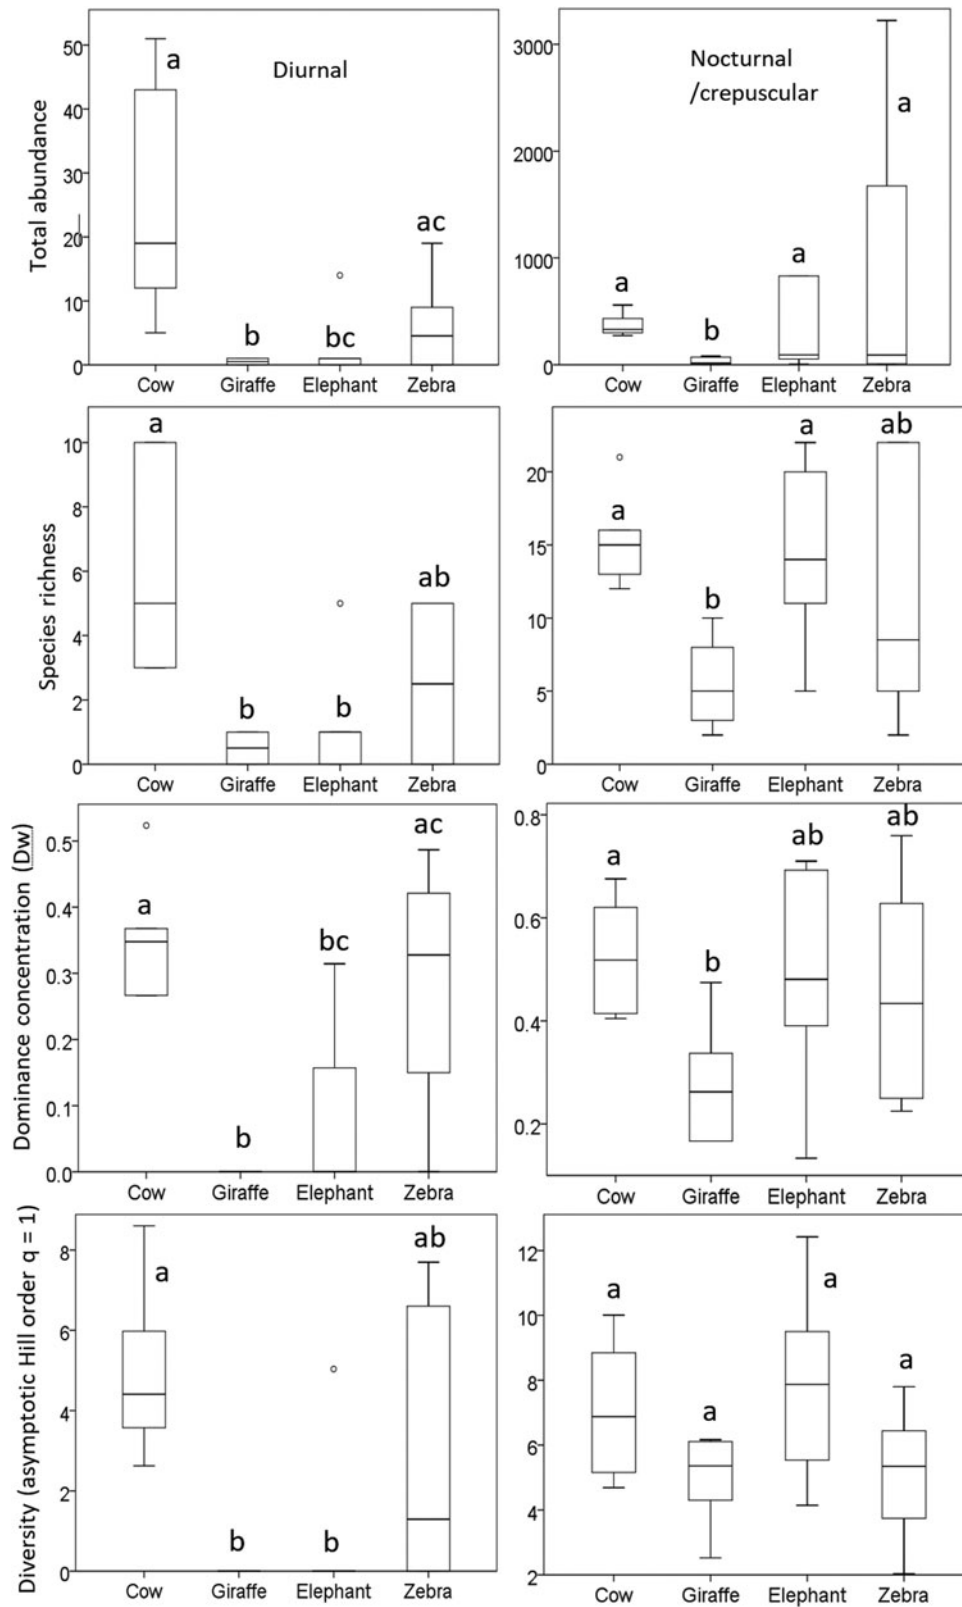 Total abundance
50
40
30
20
10
0
Diurnal
a
b
bc
ac
Cow
Giraffe
Elephant
Zebra
3000
2000
1000
0
Nocturnal
/crepuscular
a
b
a
a
Cow
Giraffe
Elephant
Zebra
Species richness
10
8
6
4
2
0
a
b
b
ab
Cow
Giraffe
Elephant
Zebra
20
15
10
5
0
a
b
a
ab
Cow
Giraffe
Elephant
Zebra
Dominance concentration (Dw)
0.5
0.4
0.3
0.2
0.1
0.0
a
b
bc
ac
Cow
Giraffe
Elephant
Zebra
0.8
0.6
0.4
0.2
a
b
ab
ab
Cow
Giraffe
Elephant
Zebra
Diversity (asymptotic Hill order q = 1)
8
6
4
2
0
a
b
b
ab
Cow
Giraffe
Elephant
Zebra
12
10
8
6
4
2
a
a
a
a
Cow
Giraffe
Elephant
Zebra